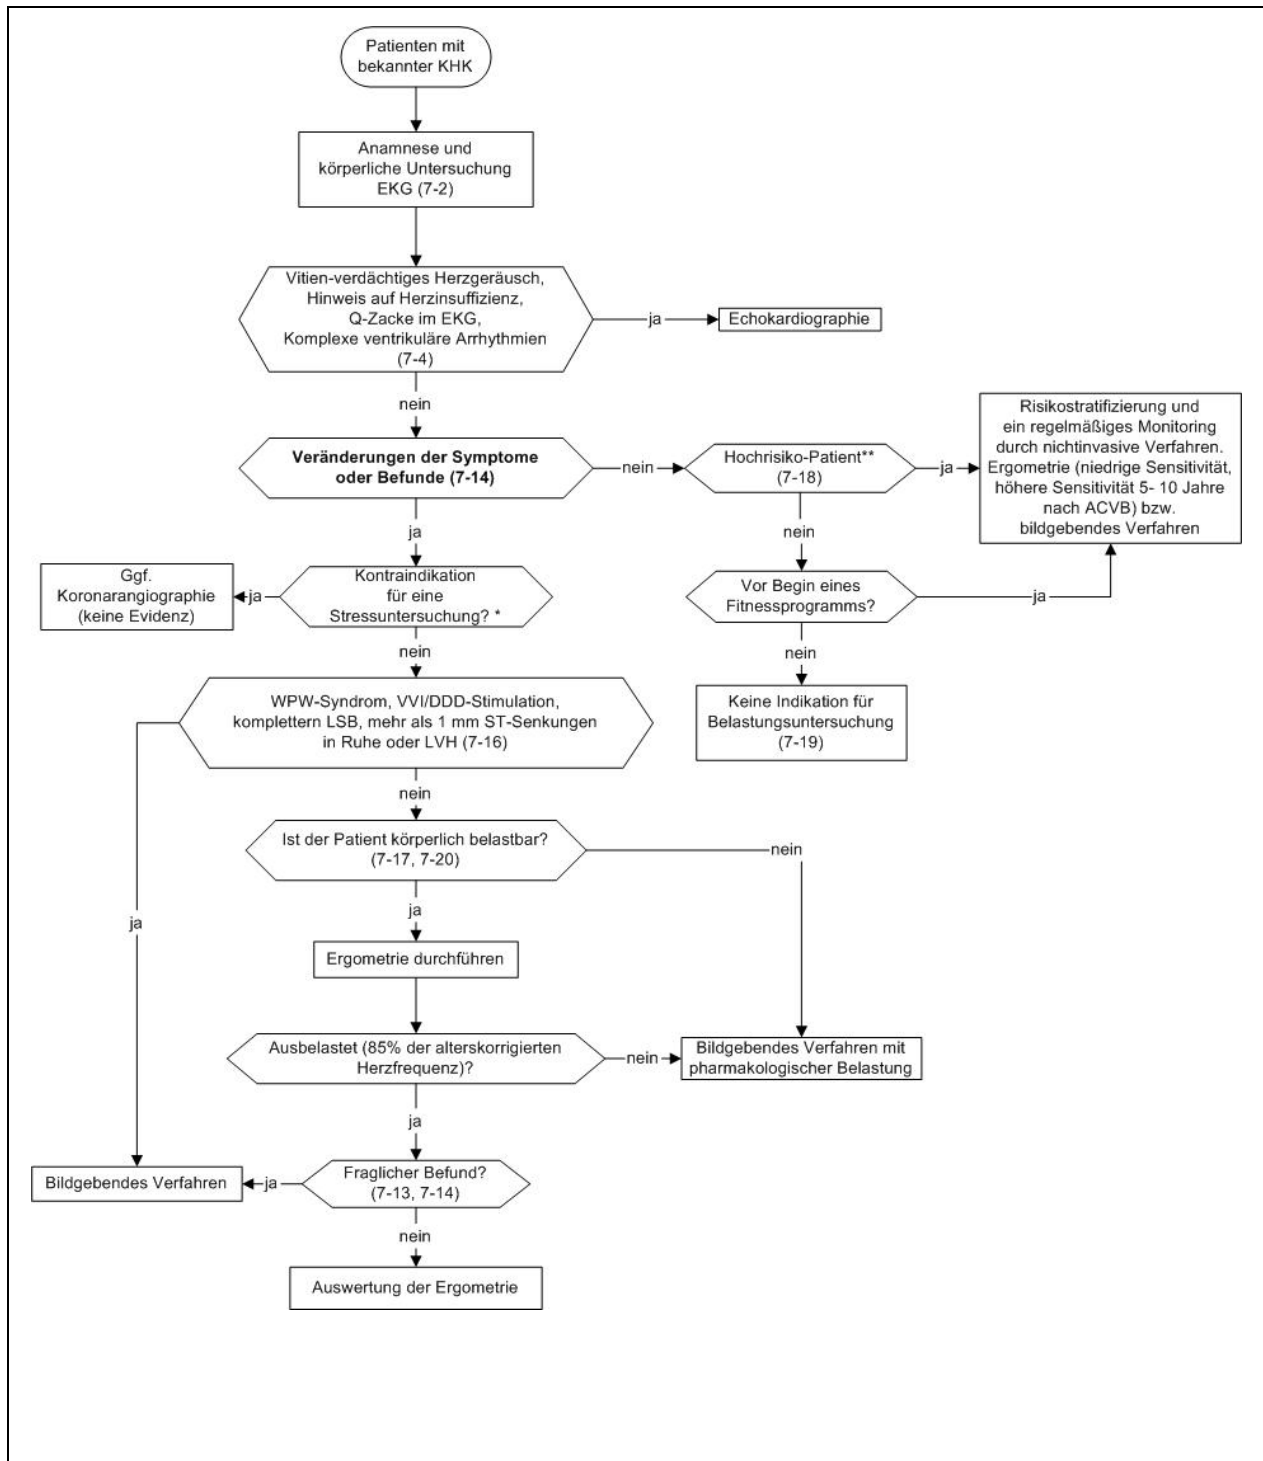 Patienten mit
bekannter KHK
Anamnese und
körperliche Untersuchung
EKG (7-2)
Vitien-verdächtiges Herzgeräusch,
Hinweis auf Herzinsuffizienz,
Q-Zacke im EKG,
Komplexe ventrikuläre Arrhythmien
(7-4)
ja
Echokardiographie
nein
Veränderungen der Symptome
oder Befunde (7-14)
nein
Hochrisiko-Patient**
(7-18)
ja
Risikostratifizierung und
ein regelmäßiges Monitoring
durch nichtinvasive Verfahren.
Ergometrie (niedrige Sensitivität,
höhere Sensitivität 5- 10 Jahre
nach ACVB) bzw.
bildgebendes Verfahren
ja
nein
Ggf.
Koronarangiographie
(keine Evidenz)
ja
Kontraindikation
für eine
Stressuntersuchung? *
Vor Begin eines
Fitnessprogramms?
ja
nein
nein
WPW-Syndrom, VVI/DDD-Stimulation,
komplettern LSB, mehr als 1 mm ST-Senkungen
in Ruhe oder LVH (7-16)
Keine Indikation für
Belastungsuntersuchung
(7-19)
nein
Ist der Patient körperlich belastbar?
(7-17, 7-20)
nein
ja
ja
Ergometrie durchführen
Ausbelastet (85% der alterskorrigierten
Herzfrequenz)?
nein
Bildgebendes Verfahren mit
pharmakologischer Belastung
ja
Bildgebendes Verfahren
ja
Fraglicher Befund?
(7-13, 7-14)
nein
Auswertung der Ergometrie